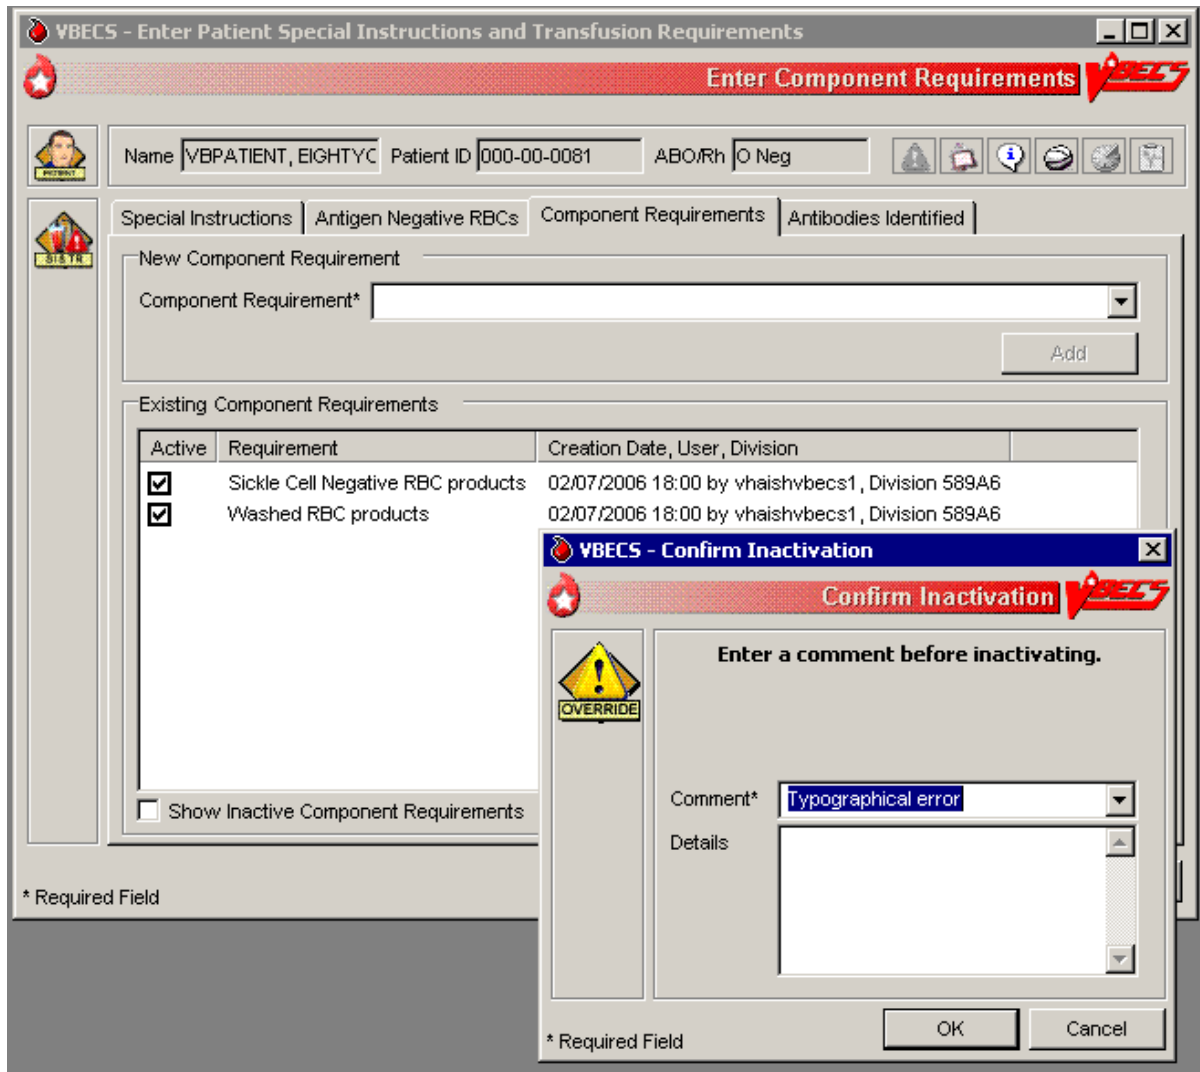 VBECS - Enter Patient Special Instructions and Transfusion Requirements
Enter Component Requirements VBECS
Name VBPATIENT, EIGHTYC Patient ID 000-00-0081 ABO/Rh O Neg
PATIENT
Special Instructions Antigen Negative RBCs Component Requirements Antibodies Identified
SI & TR
New Component Requirement
Component Requirement*
Add
Existing Component Requirements
Active Requirement Creation Date, User, Division
Sickle Cell Negative RBC products 02/07/2006 18:00 by vhaishvbecs1, Division 589A6
Washed RBC products 02/07/2006 18:00 by vhaishvbecs1, Division 589A6
Show Inactive Component Requirements
* Required Field
VBECS - Confirm Inactivation
Confirm Inactivation VBECS
Enter a comment before inactivating.
OVERRIDE
Comment* Typographical error
Details
* Required Field
OK Cancel